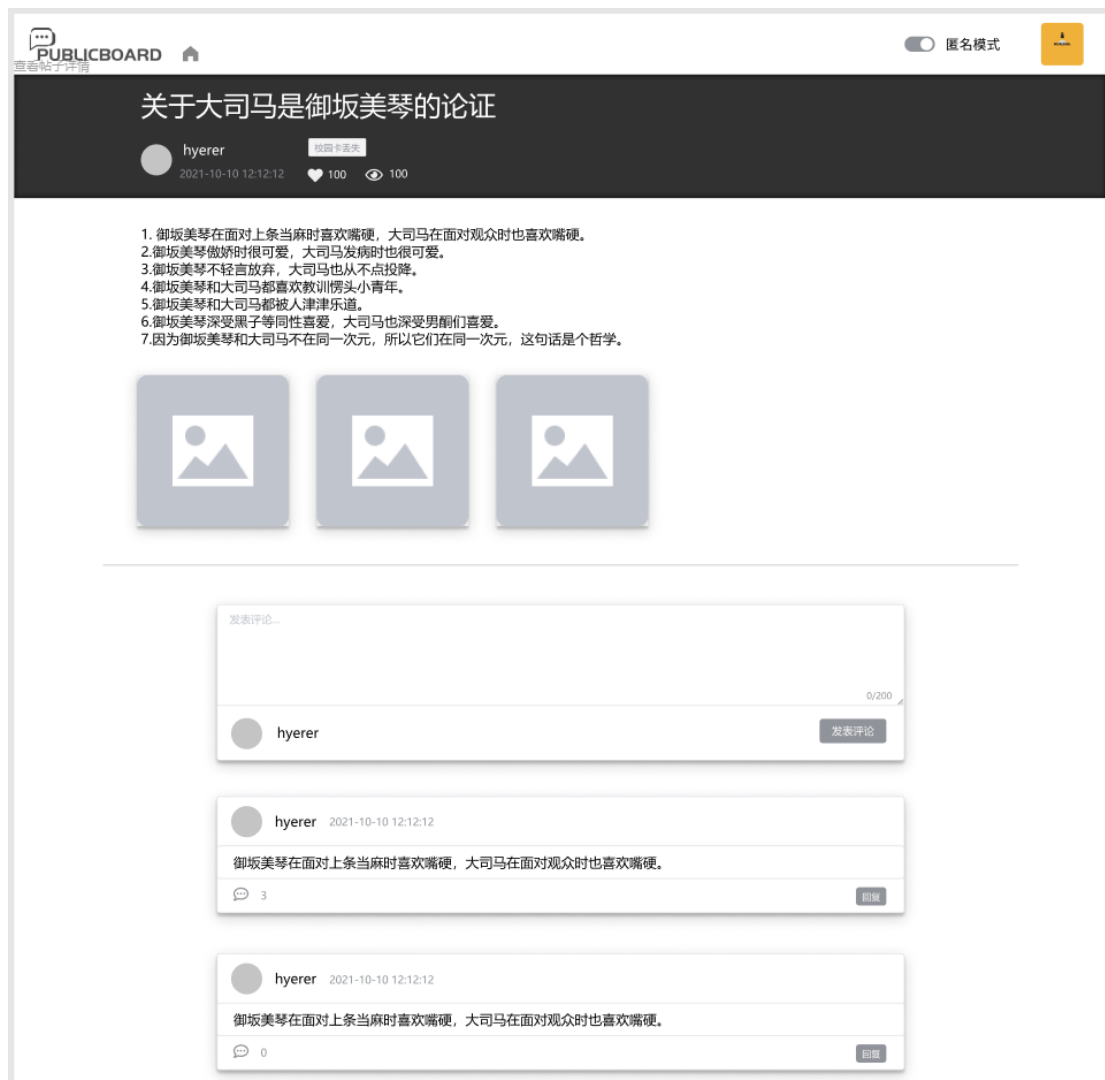 PUBLICBOARD
匿名模式
查看帖子详情
关于大司马是御坂美琴的论证
hyerer
校园卡丢失
2021-10-10 12:12:12
100
100
1. 御坂美琴在面对上条当麻时喜欢嘴硬，大司马在面对观众时也喜欢嘴硬。
2.御坂美琴傲娇时很可爱，大司马发病时也很可爱。
3.御坂美琴不轻言放弃，大司马也从不点投降。
4.御坂美琴和大司马都喜欢教训愣头小青年。
5.御坂美琴和大司马都被人津津乐道。
6.御坂美琴深受黑子等同性喜爱，大司马也深受男酮们喜爱。
7.因为御坂美琴和大司马不在同一次元，所以它们在同一次元，这句话是个哲学。
发表评论...
0/200
hyerer
发表评论
hyerer 2021-10-10 12:12:12
御坂美琴在面对上条当麻时喜欢嘴硬，大司马在面对观众时也喜欢嘴硬。
3
回复
hyerer 2021-10-10 12:12:12
御坂美琴在面对上条当麻时喜欢嘴硬，大司马在面对观众时也喜欢嘴硬。
0
回复